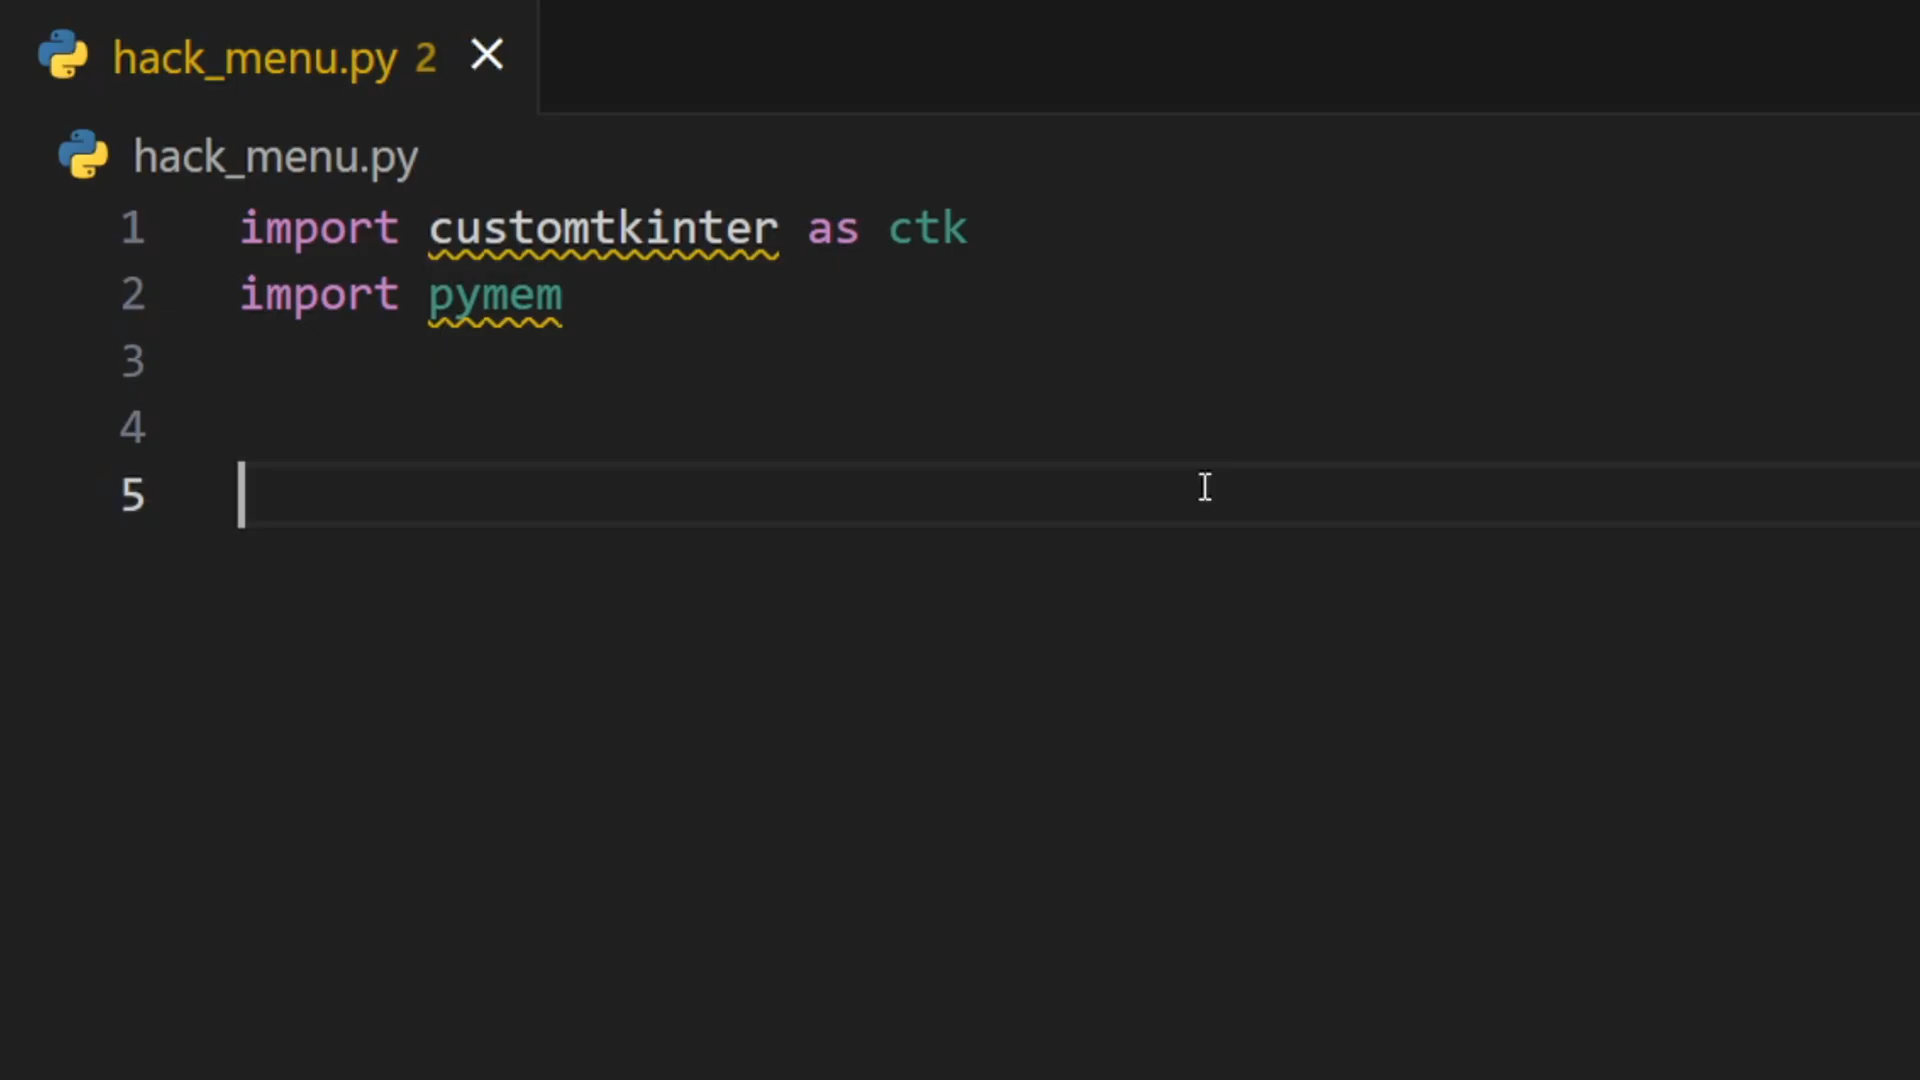 hack_menu.py 2
hack_menu.py
1 import customtkinter as ctk
2 import pymem
3
4
5